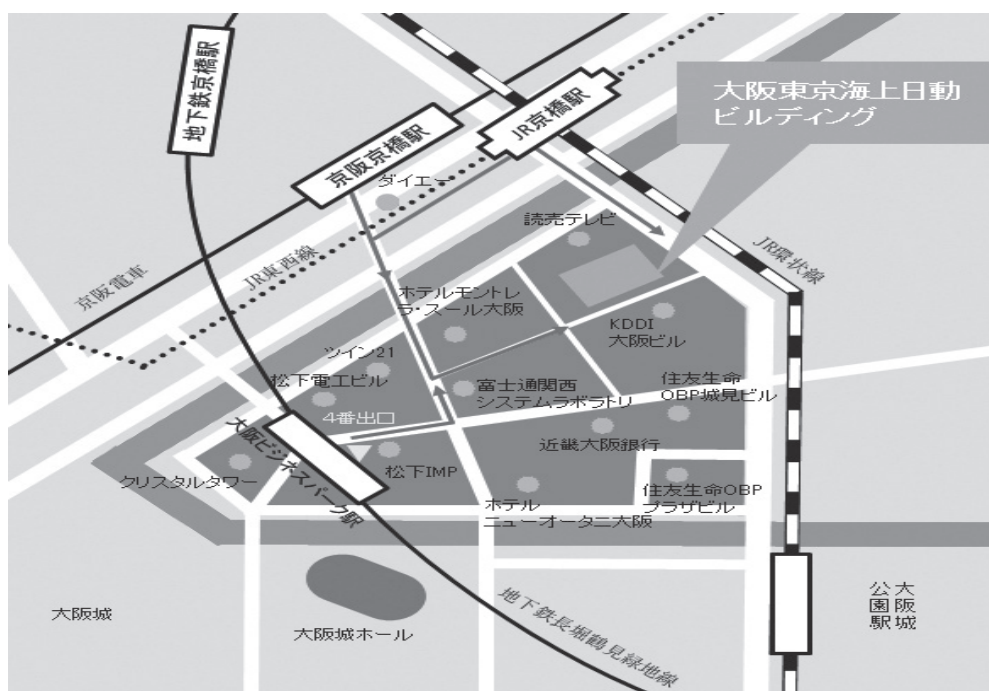 地下鉄京橋駅
京阪京橋駅
JR京橋駅
大阪東京海上日動
ビルディング
ダイエー
読売テレビ
京阪電車
JR東西線
JR環状線
ホテルモントレ
ラ・スール大阪
KDDI
大阪ビル
ツイン21
松下電工ビル
富士通関西
システムラボラトリ
住友生命
OBP城見ビル
4番出口
大阪ビジネスパーク駅
クリスタルタワー
松下IMP
近畿大阪銀行
ホテル
ニューオータニ大阪
住友生命OBP
プラザビル
大阪城
大阪城ホール
地下鉄長堀鶴見緑地線
大阪城
公園駅